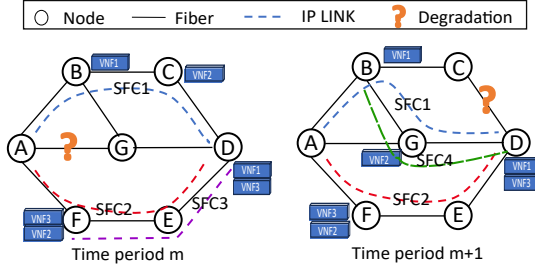 Node Fiber IP LINK ? Degradation
B VNF1 C VNF2
SFC1
A ? G D
VNF1
VNF3
VNF3
VNF2
F SFC2 E SFC3
Time period m
VNF1
B C
SFC1 ?
A G D
VNF2 SFC4
VNF1
VNF3
SFC2
VNF3
VNF2
F E
Time period m+1